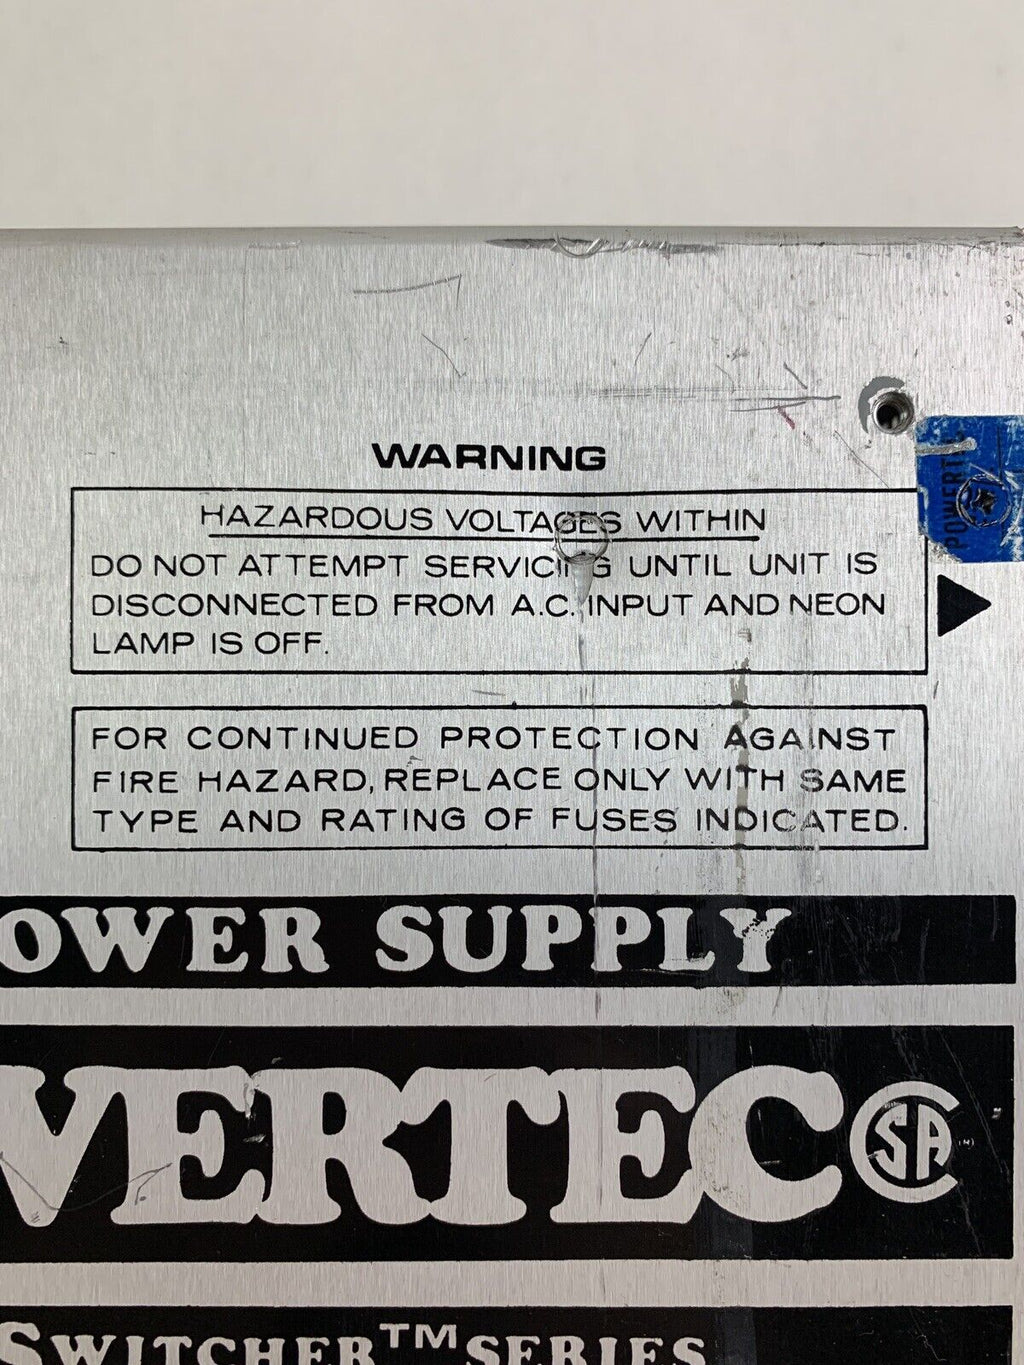 WARNING
HAZARDOUS VOLTAGES WITHIN
DO NOT ATTEMPT SERVICING UNTIL UNIT IS
DISCONNECTED FROM A.C. INPUT AND NEON
LAMP IS OFF.
POWERTE
FOR CONTINUED PROTECTION AGAINST
FIRE HAZARD, REPLACE ONLY WITH SAME
TYPE AND RATING OF FUSES INDICATED.
OWER SUPPLY
VERTEC
SA
SWITCHER™ SERIES